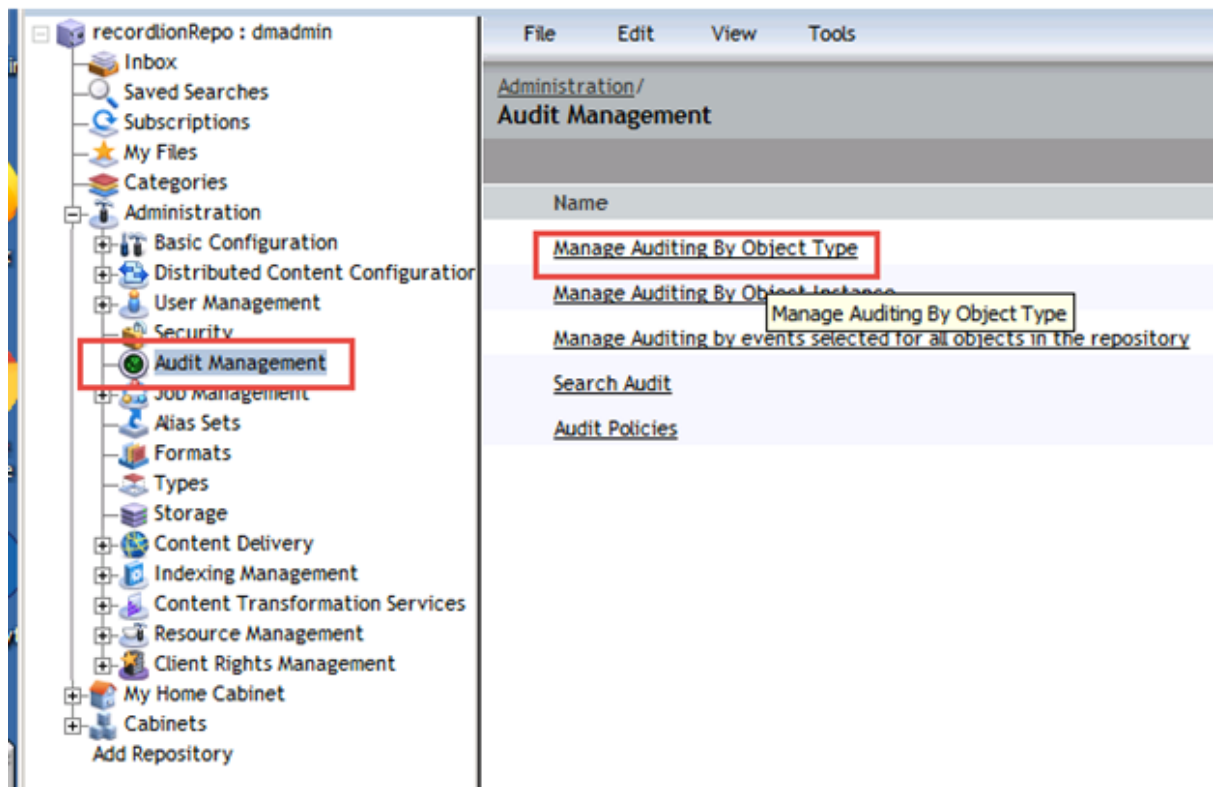 recordlionRepo : dmadmin
Inbox
Saved Searches
Subscriptions
My Files
Categories
Administration
Basic Configuration
Distributed Content Configuration
User Management
Security
Audit Management
Job Management
Alias Sets
Formats
Types
Storage
Content Delivery
Indexing Management
Content Transformation Services
Resource Management
Client Rights Management
My Home Cabinet
Cabinets
Add Repository
File Edit View Tools
Administration/
Audit Management
Name
Manage Auditing By Object Type
Manage Auditing By Object Instance
Manage Auditing By Object Type
Manage Auditing by events selected for all objects in the repository
Search Audit
Audit Policies